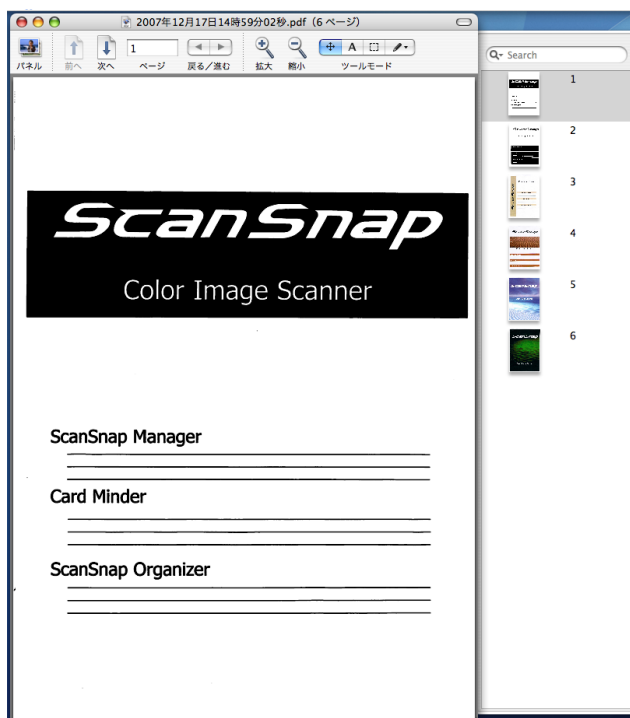 2007年12月17日14時59分02秒.pdf（6 ページ）
1
パネル 前へ 次へ ページ 戻る／進む 拡大 縮小 ツールモード
A
Search
ScanSnap
Color Image Scanner
ScanSnap Manager
Card Minder
ScanSnap Organizer
1
2
3
4
5
6